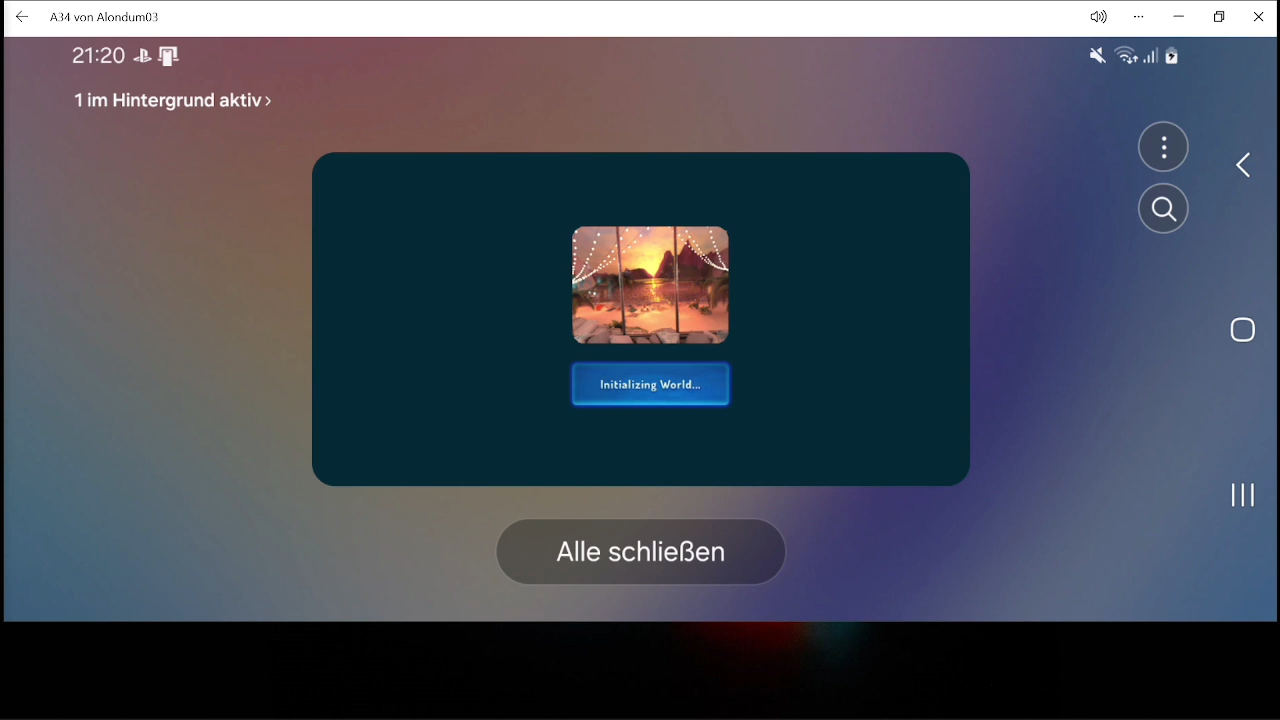 A34 von Alondum03
21:20
1 im Hintergrund aktiv
Initializing World...
Alle schließen